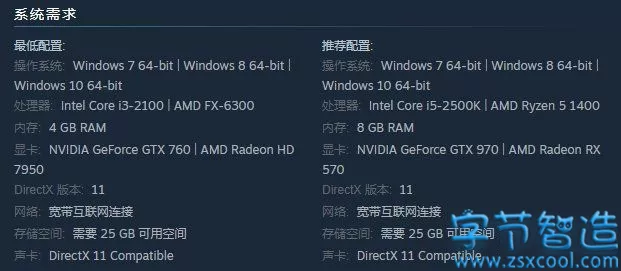 系统需求
最低配置:
操作系统: Windows 7 64-bit | Windows 8 64-bit |
Windows 10 64-bit
处理器: Intel Core i3-2100 | AMD FX-6300
内存: 4 GB RAM
显卡: NVIDIA GeForce GTX 760 | AMD Radeon HD
7950
DirectX 版本: 11
网络: 宽带互联网连接
存储空间: 需要 25 GB 可用空间
声卡: DirectX 11 Compatible
推荐配置:
操作系统: Windows 7 64-bit | Windows 8 64-bit |
Windows 10 64-bit
处理器: Intel Core i5-2500K | AMD Ryzen 5 1400
内存: 8 GB RAM
显卡: NVIDIA GeForce GTX 970 | AMD Radeon RX
570
DirectX 版本: 11
网络: 宽带互联网连接
存储空间: 需要 25 GB 可用空间
声卡: DirectX 11 Compatible
字节智造
www.zsxcool.com